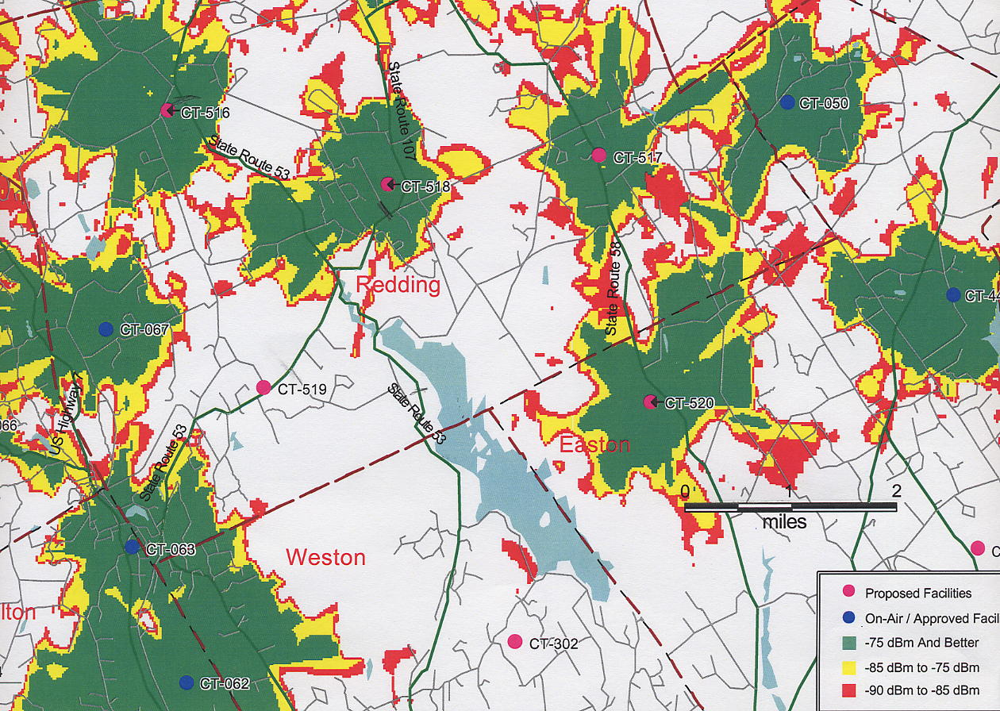 CT-050
CT-516
State Route 107
State Route 53
CT-517
CT-518
State Route 58
Redding
CT-44
CT-067
US Highway 7
CT-519
State Route 53
CT-520
066
State Route 53
Easton
0 1 2
miles
CT-063
Weston
C
lton
Proposed Facilities
On-Air / Approved Facil
-75 dBm And Better
-85 dBm to -75 dBm
-90 dBm to -85 dBm
CT-302
CT-062